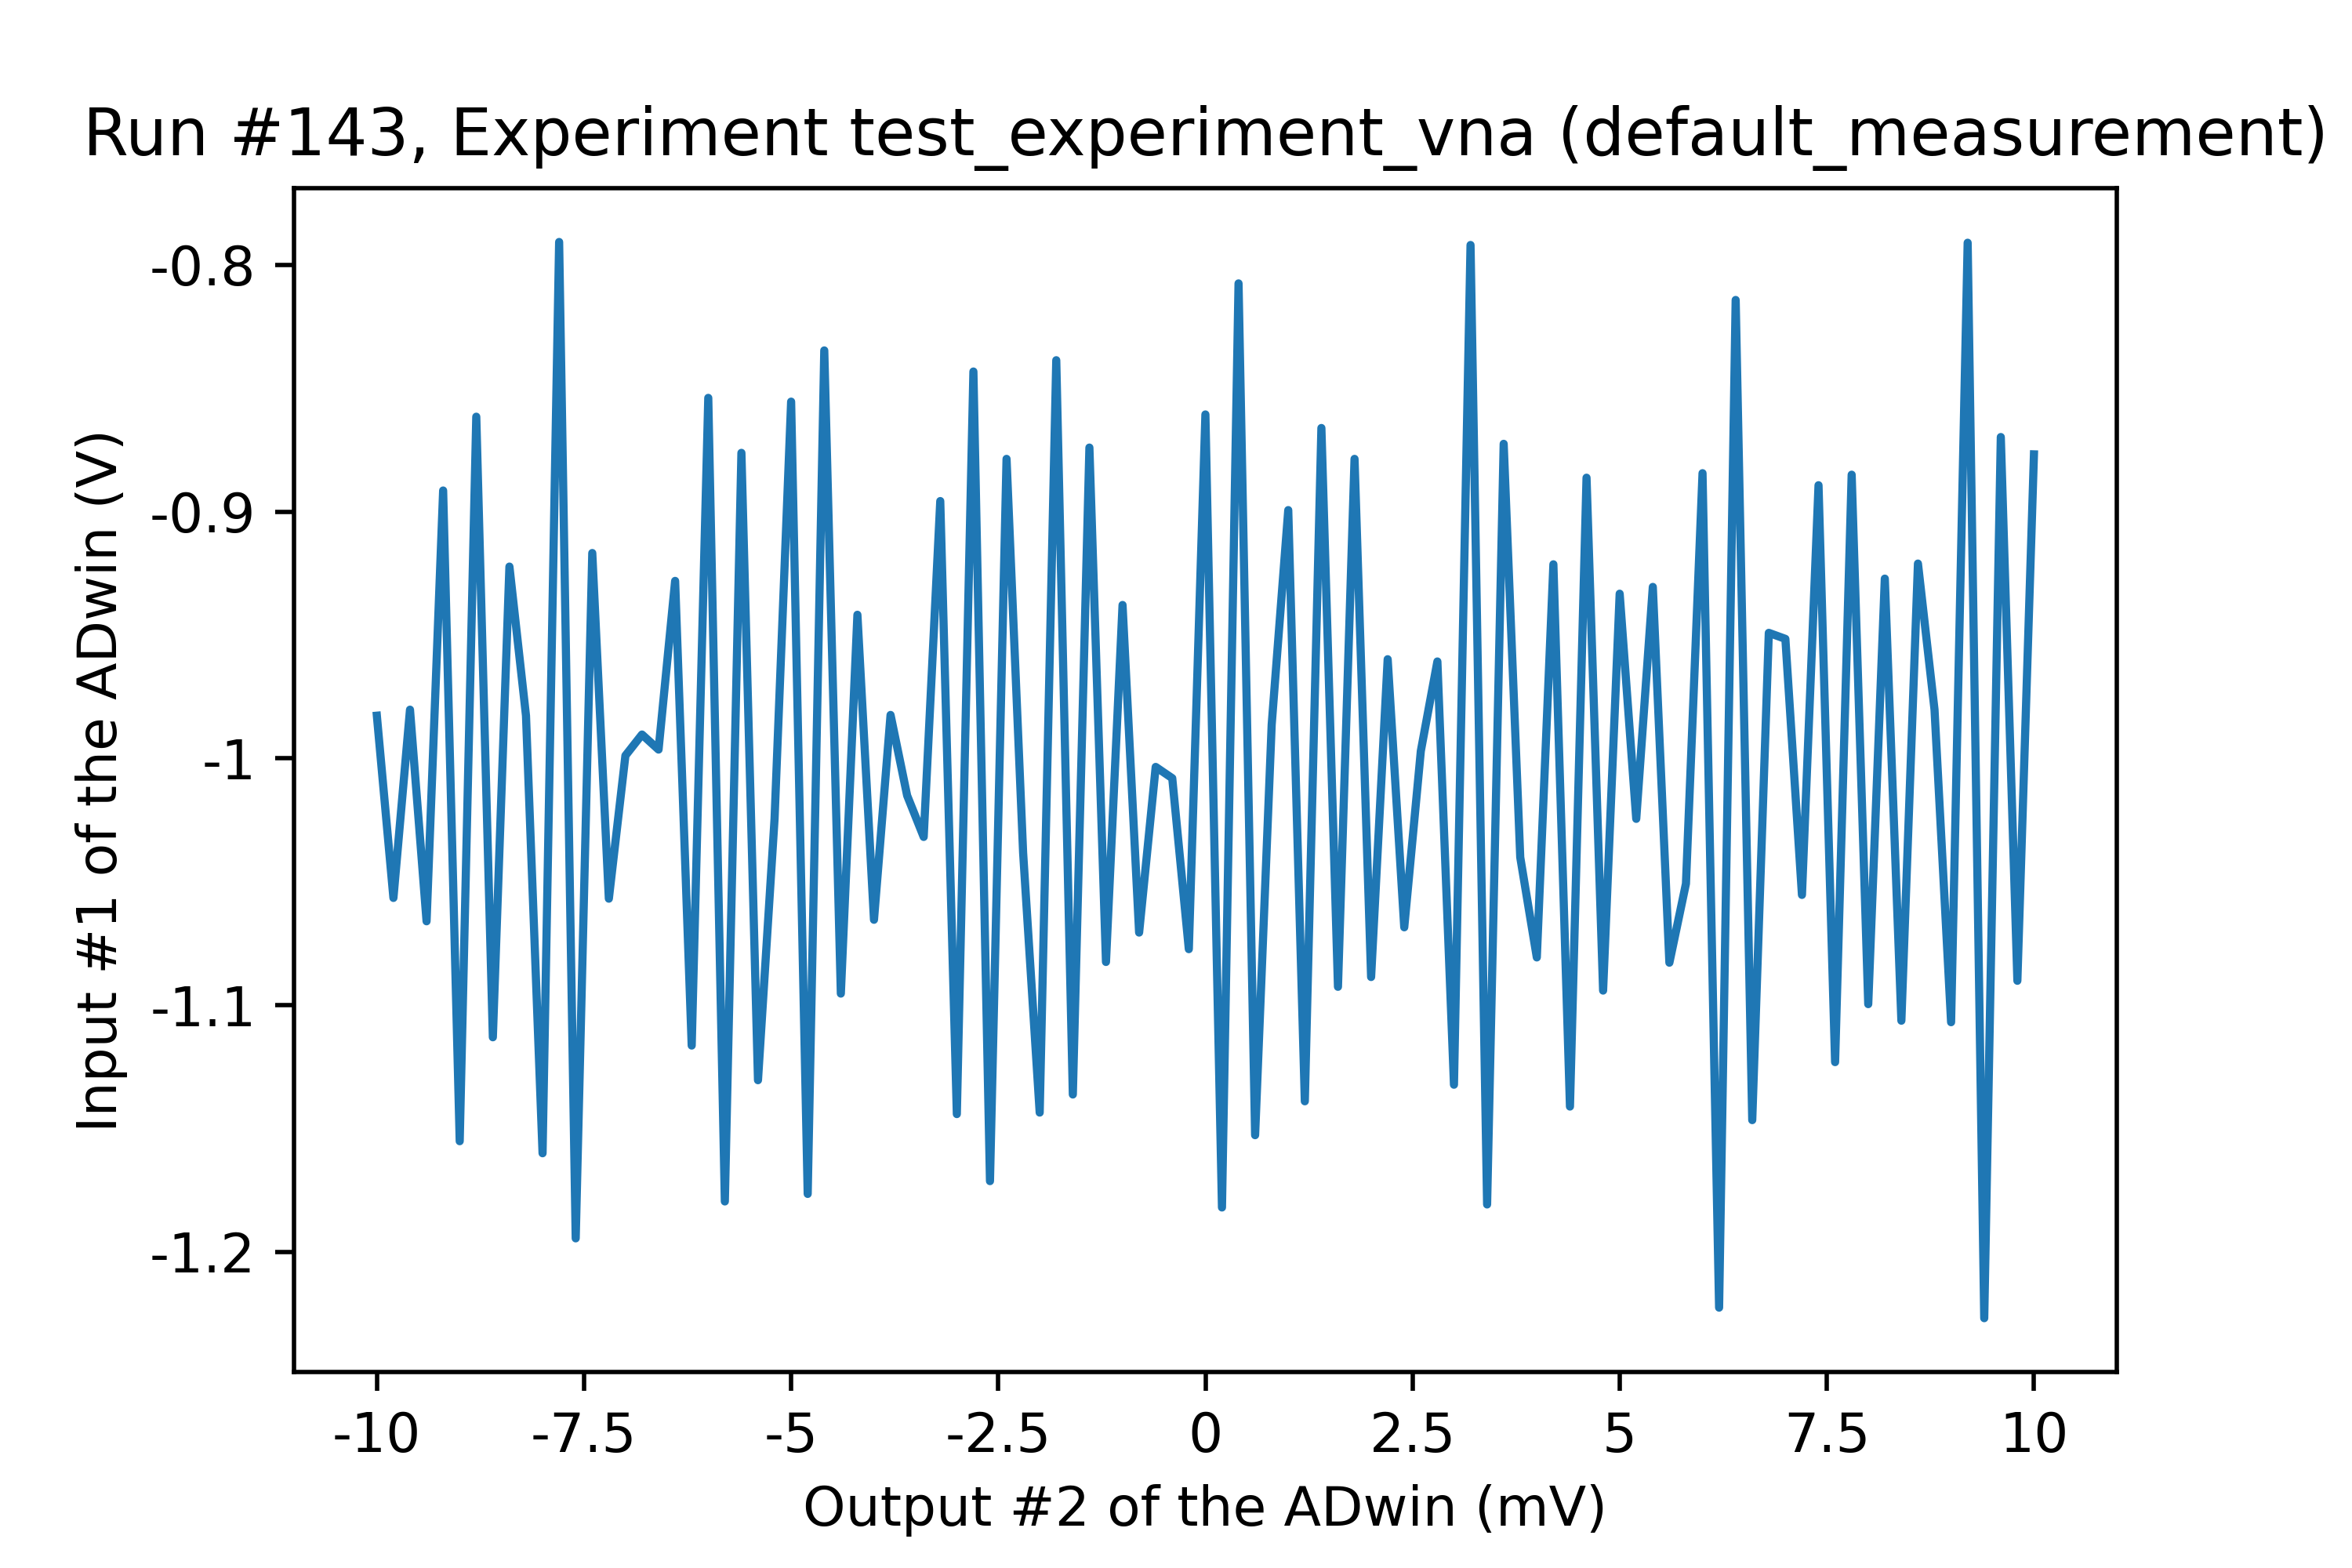 Run #143, Experiment test_experiment_vna (default_measurement)
Input #1 of the ADwin (V)
-0.8
-0.9
-1
-1.1
-1.2
-10 -7.5 -5 -2.5 0 2.5 5 7.5 10
Output #2 of the ADwin (mV)